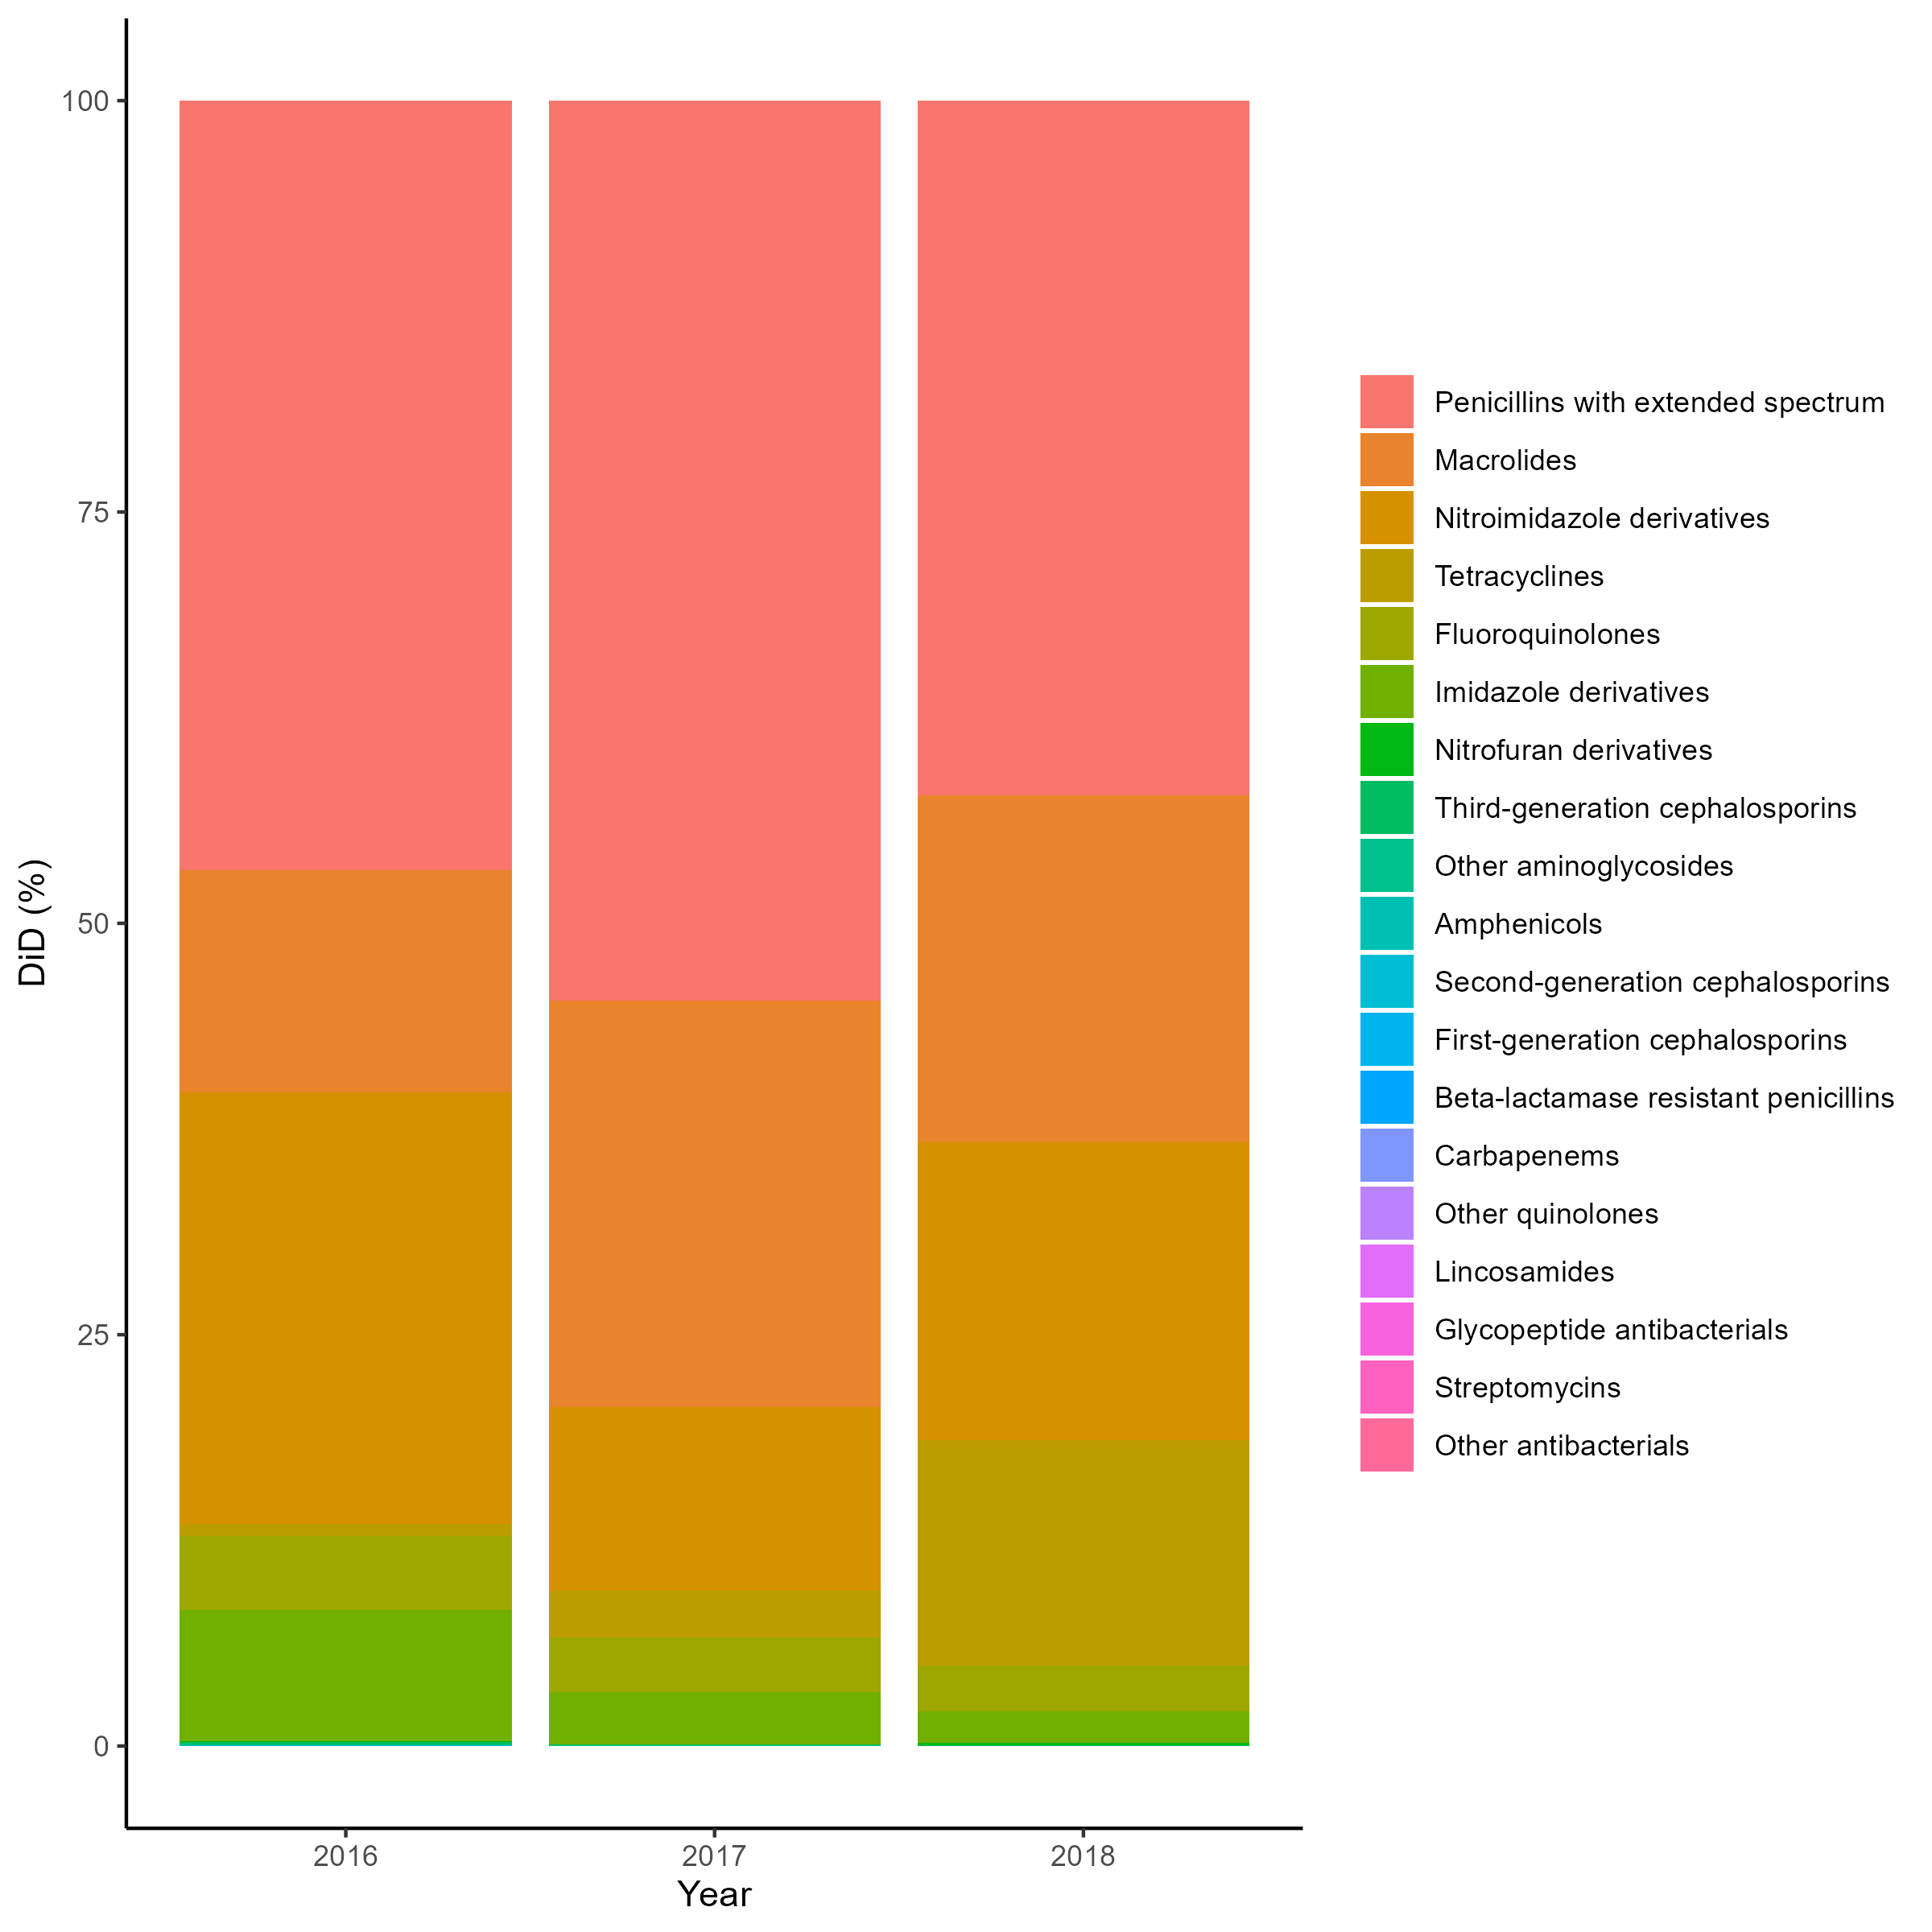 100
75
50
25
0
DiD (%)
2016 2017 2018
Year
Penicillins with extended spectrum
Macrolides
Nitroimidazole derivatives
Tetracyclines
Fluoroquinolones
Imidazole derivatives
Nitrofuran derivatives
Third-generation cephalosporins
Other aminoglycosides
Amphenicols
Second-generation cephalosporins
First-generation cephalosporins
Beta-lactamase resistant penicillins
Carbapenems
Other quinolones
Lincosamides
Glycopeptide antibacterials
Streptomycins
Other antibacterials